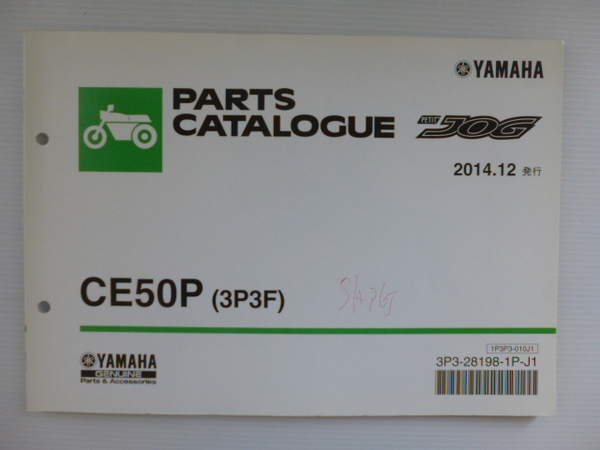 YAMAHA
PARTS
CATALOGUE
JOG
2014.12 発行
CE50P (3P3F)
1P3P3-010J1
YAMAHA
GENUINE
Parts & Accessories
3P3-28198-1P-J1